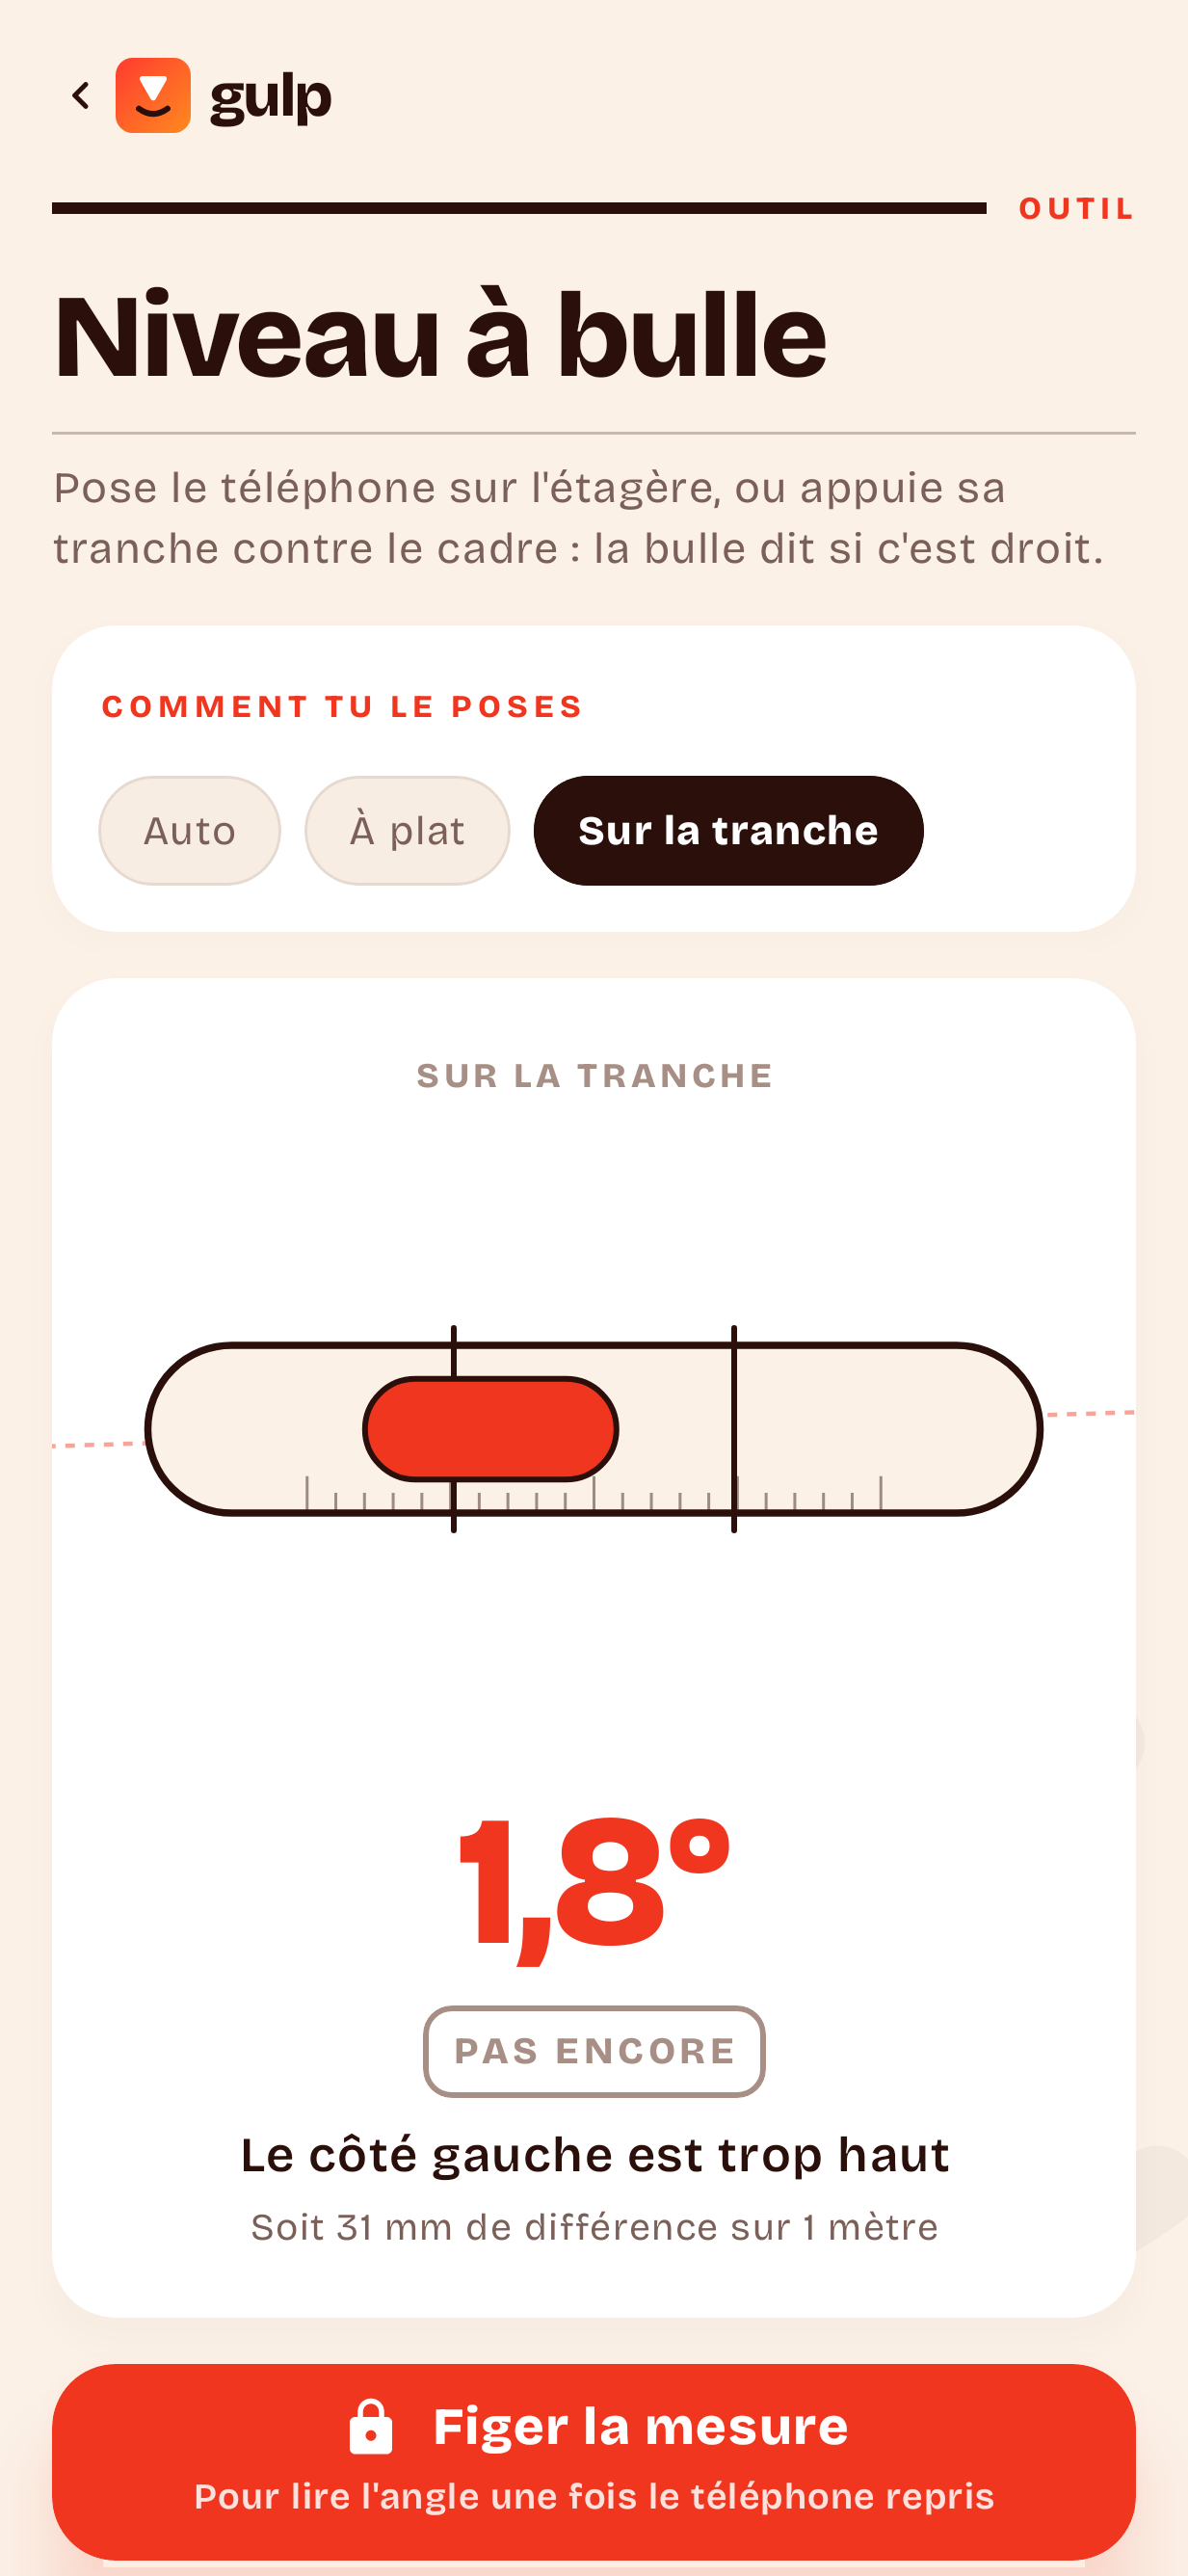 gulp
OUTIL
Niveau à bulle
Pose le téléphone sur l'étagère, ou appuie sa
tranche contre le cadre : la bulle dit si c'est droit.
COMMENT TU LE POSES
Auto
À plat
Sur la tranche
SUR LA TRANCHE
1,8°
PAS ENCORE
Le côté gauche est trop haut
Soit 31 mm de différence sur 1 mètre
Figer la mesure
Pour lire l'angle une fois le téléphone repris